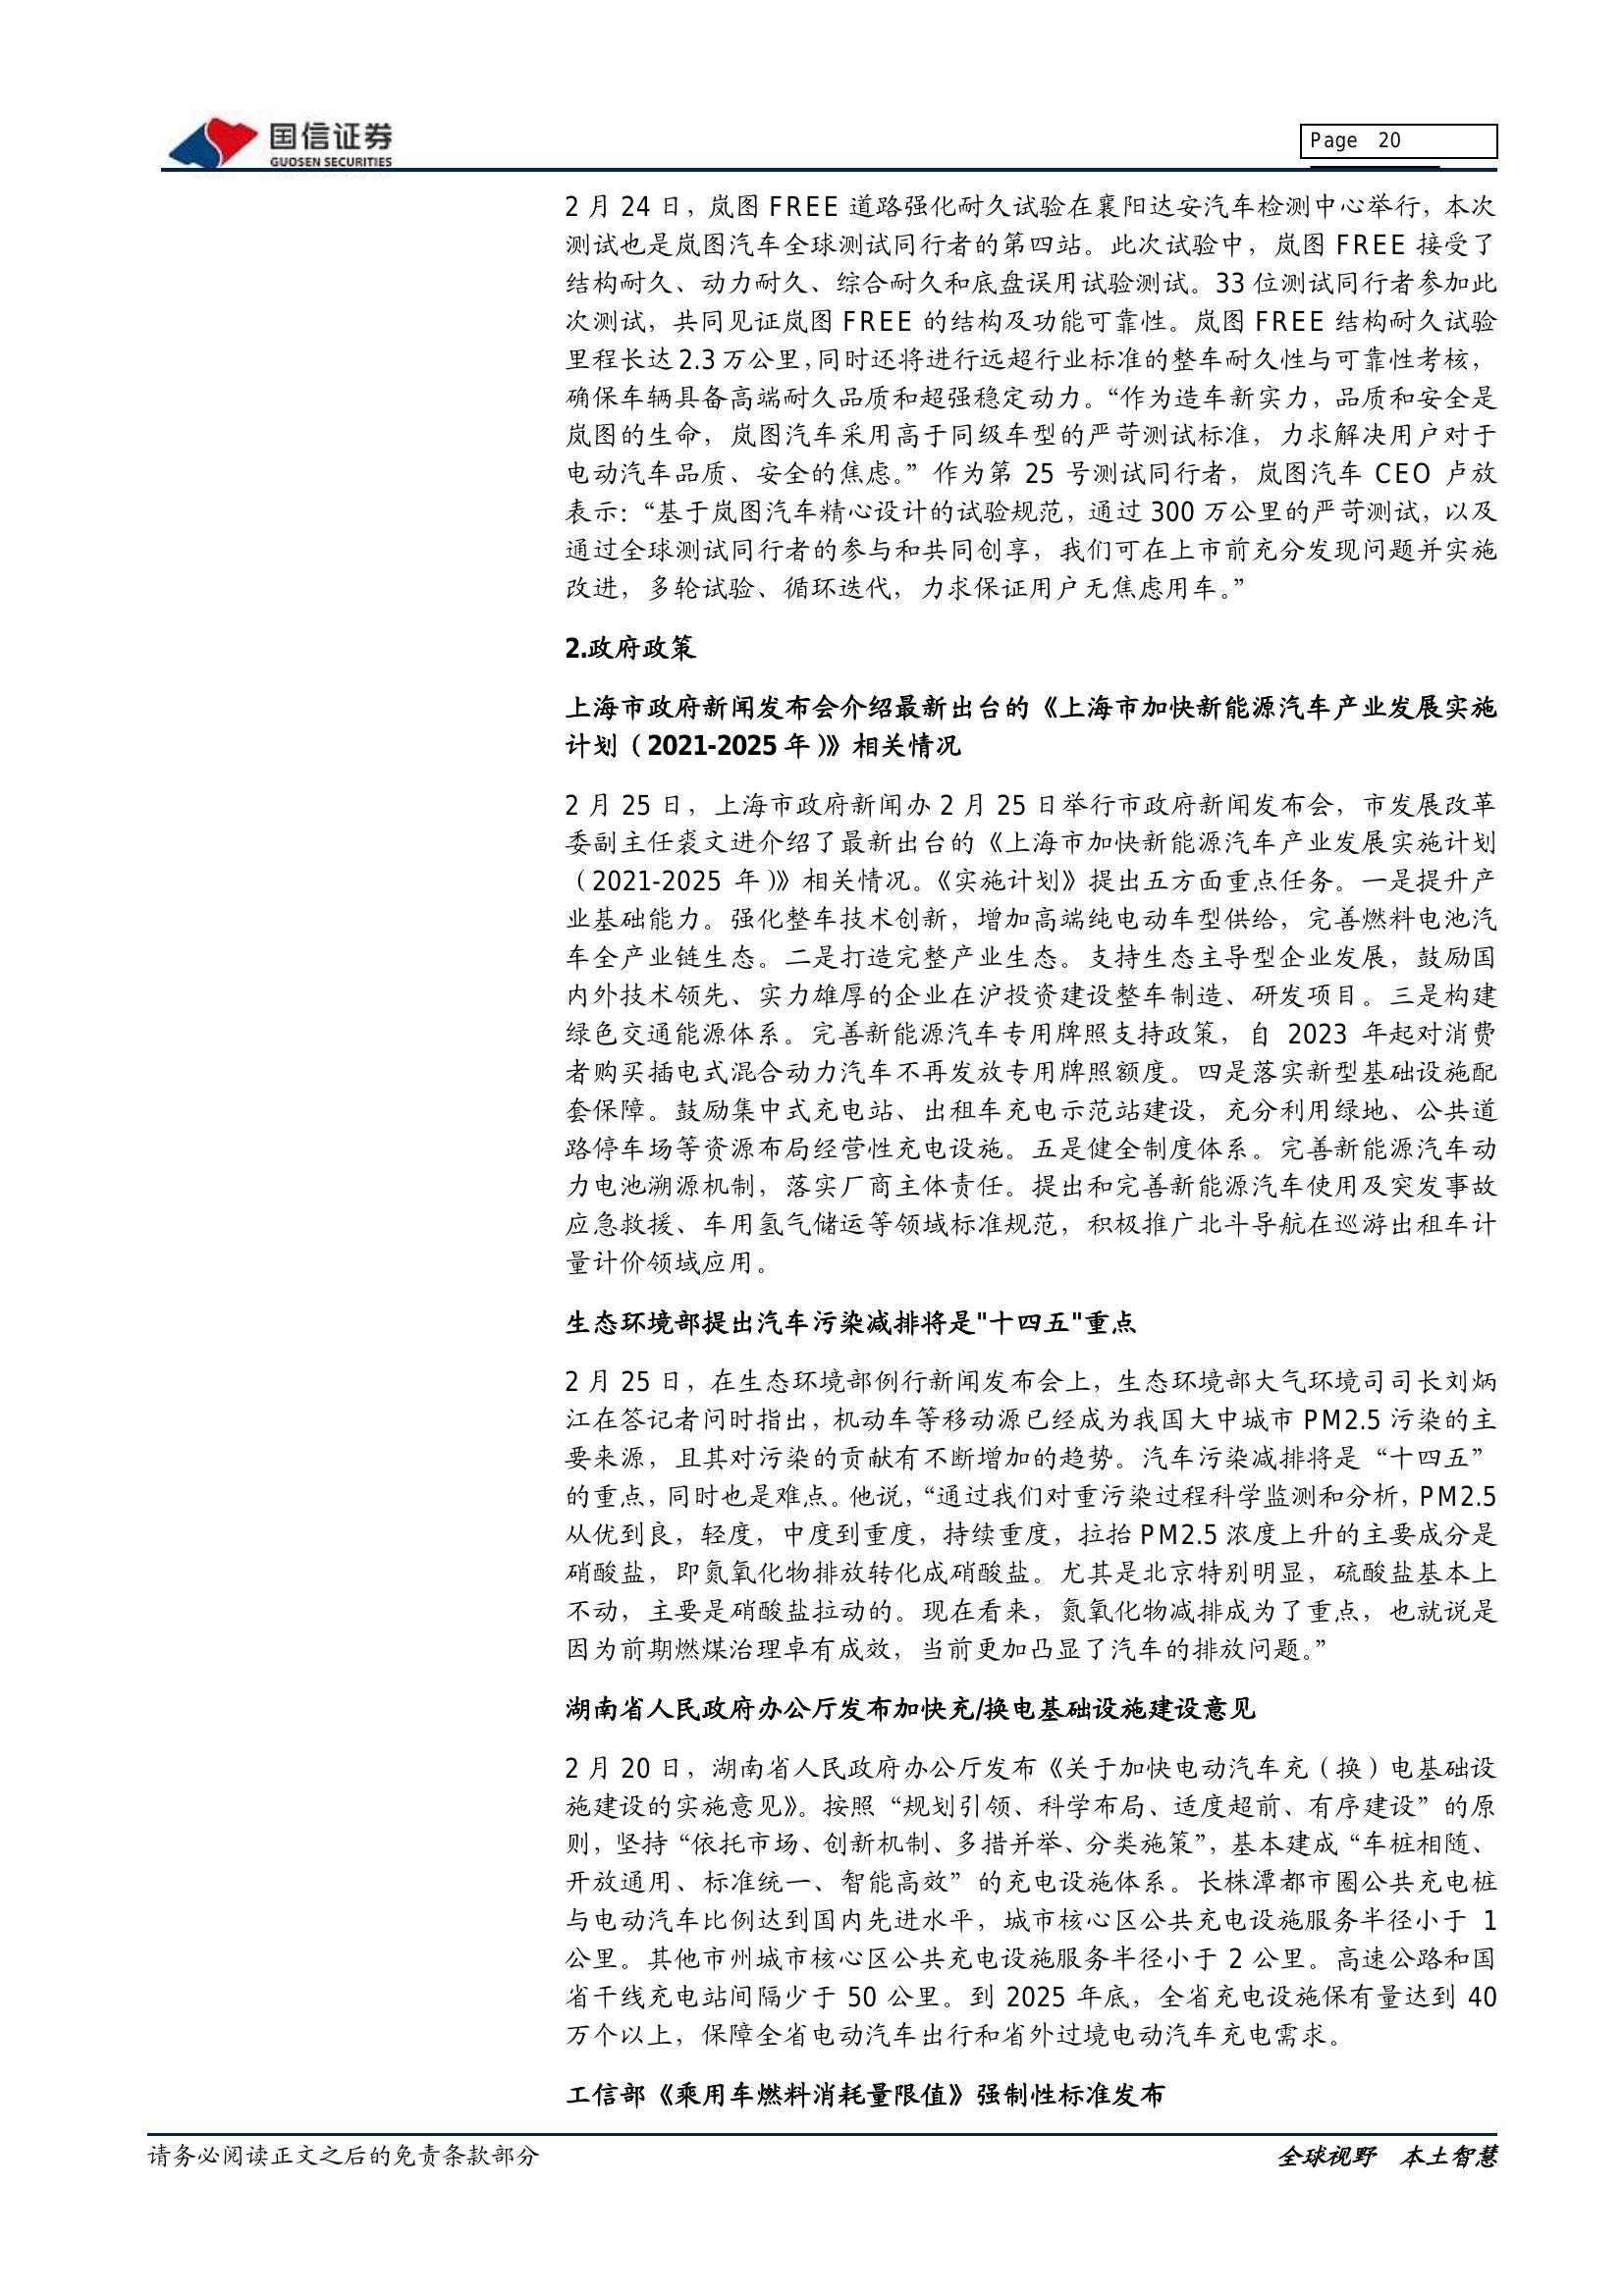 国信证券
GUOSEN SECURITIES
Page 20
2 月 24 日，岚图 FREE 道路强化耐久试验在襄阳达安汽车检测中心举行，本次
测试也是岚图汽车全球测试同行者的第四站。此次试验中，岚图 FREE 接受了
结构耐久、动力耐久、综合耐久和底盘误用试验测试。33 位测试同行者参加此
次测试，共同见证岚图 FREE 的结构及功能可靠性。岚图 FREE 结构耐久试验
里程长达 2.3 万公里，同时还将进行远超行业标准的整车耐久性与可靠性考核，
确保车辆具备高端耐久品质和超强稳定动力。“作为造车新实力，品质和安全是
岚图的生命，岚图汽车采用高于同级车型的严苛测试标准，力求解决用户对于
电动汽车品质、安全的焦虑。”作为第 25 号测试同行者，岚图汽车 CEO 卢放
表示：“基于岚图汽车精心设计的试验规范，通过 300 万公里的严苛测试，以及
通过全球测试同行者的参与和共同创享，我们可在上市前充分发现问题并实施
改进，多轮试验、循环迭代，力求保证用户无焦虑用车。”
2.政府政策
上海市政府新闻发布会介绍最新出台的《上海市加快新能源汽车产业发展实施
计划（2021-2025 年）》相关情况
2 月 25 日，上海市政府新闻办 2 月 25 日举行市政府新闻发布会，市发展改革
委副主任裘文进介绍了最新出台的《上海市加快新能源汽车产业发展实施计划
（2021-2025 年）》相关情况。《实施计划》提出五方面重点任务。一是提升产
业基础能力。强化整车技术创新，增加高端纯电动车型供给，完善燃料电池汽
车全产业链生态。二是打造完整产业生态。支持生态主导型企业发展，鼓励国
内外技术领先、实力雄厚的企业在沪投资建设整车制造、研发项目。三是构建
绿色交通能源体系。完善新能源汽车专用牌照支持政策，自 2023 年起对消费
者购买插电式混合动力汽车不再发放专用牌照额度。四是落实新型基础设施配
套保障。鼓励集中式充电站、出租车充电示范站建设，充分利用绿地、公共道
路停车场等资源布局经营性充电设施。五是健全制度体系。完善新能源汽车动
力电池溯源机制，落实厂商主体责任。提出和完善新能源汽车使用及突发事故
应急救援、车用氢气储运等领域标准规范，积极推广北斗导航在巡游出租车计
量计价领域应用。
生态环境部提出汽车污染减排将是"十四五"重点
2 月 25 日，在生态环境部例行新闻发布会上，生态环境部大气环境司司长刘炳
江在答记者问时指出，机动车等移动源已经成为我国大中城市 PM2.5 污染的主
要来源，且其对污染的贡献有不断增加的趋势。汽车污染减排将是“十四五”
的重点，同时也是难点。他说，“通过我们对重污染过程科学监测和分析，PM2.5
从优到良，轻度，中度到重度，持续重度，拉抬 PM2.5 浓度上升的主要成分是
硝酸盐，即氮氧化物排放转化成硝酸盐。尤其是北京特别明显，硫酸盐基本上
不动，主要是硝酸盐拉动的。现在看来，氮氧化物减排成为了重点，也就说是
因为前期燃煤治理卓有成效，当前更加凸显了汽车的排放问题。”
湖南省人民政府办公厅发布加快充/换电基础设施建设意见
2 月 20 日，湖南省人民政府办公厅发布《关于加快电动汽车充（换）电基础设
施建设的实施意见》。按照“规划引领、科学布局、适度超前、有序建设”的原
则，坚持“依托市场、创新机制、多措并举、分类施策”，基本建成“车桩相随、
开放通用、标准统一、智能高效”的充电设施体系。长株潭都市圈公共充电桩
与电动汽车比例达到国内先进水平，城市核心区公共充电设施服务半径小于 1
公里。其他市州城市核心区公共充电设施服务半径小于 2 公里。高速公路和国
省干线充电站间隔少于 50 公里。到 2025 年底，全省充电设施保有量达到 40
万个以上，保障全省电动汽车出行和省外过境电动汽车充电需求。
工信部《乘用车燃料消耗量限值》强制性标准发布
请务必阅读正文之后的免责条款部分
全球视野 本土智慧